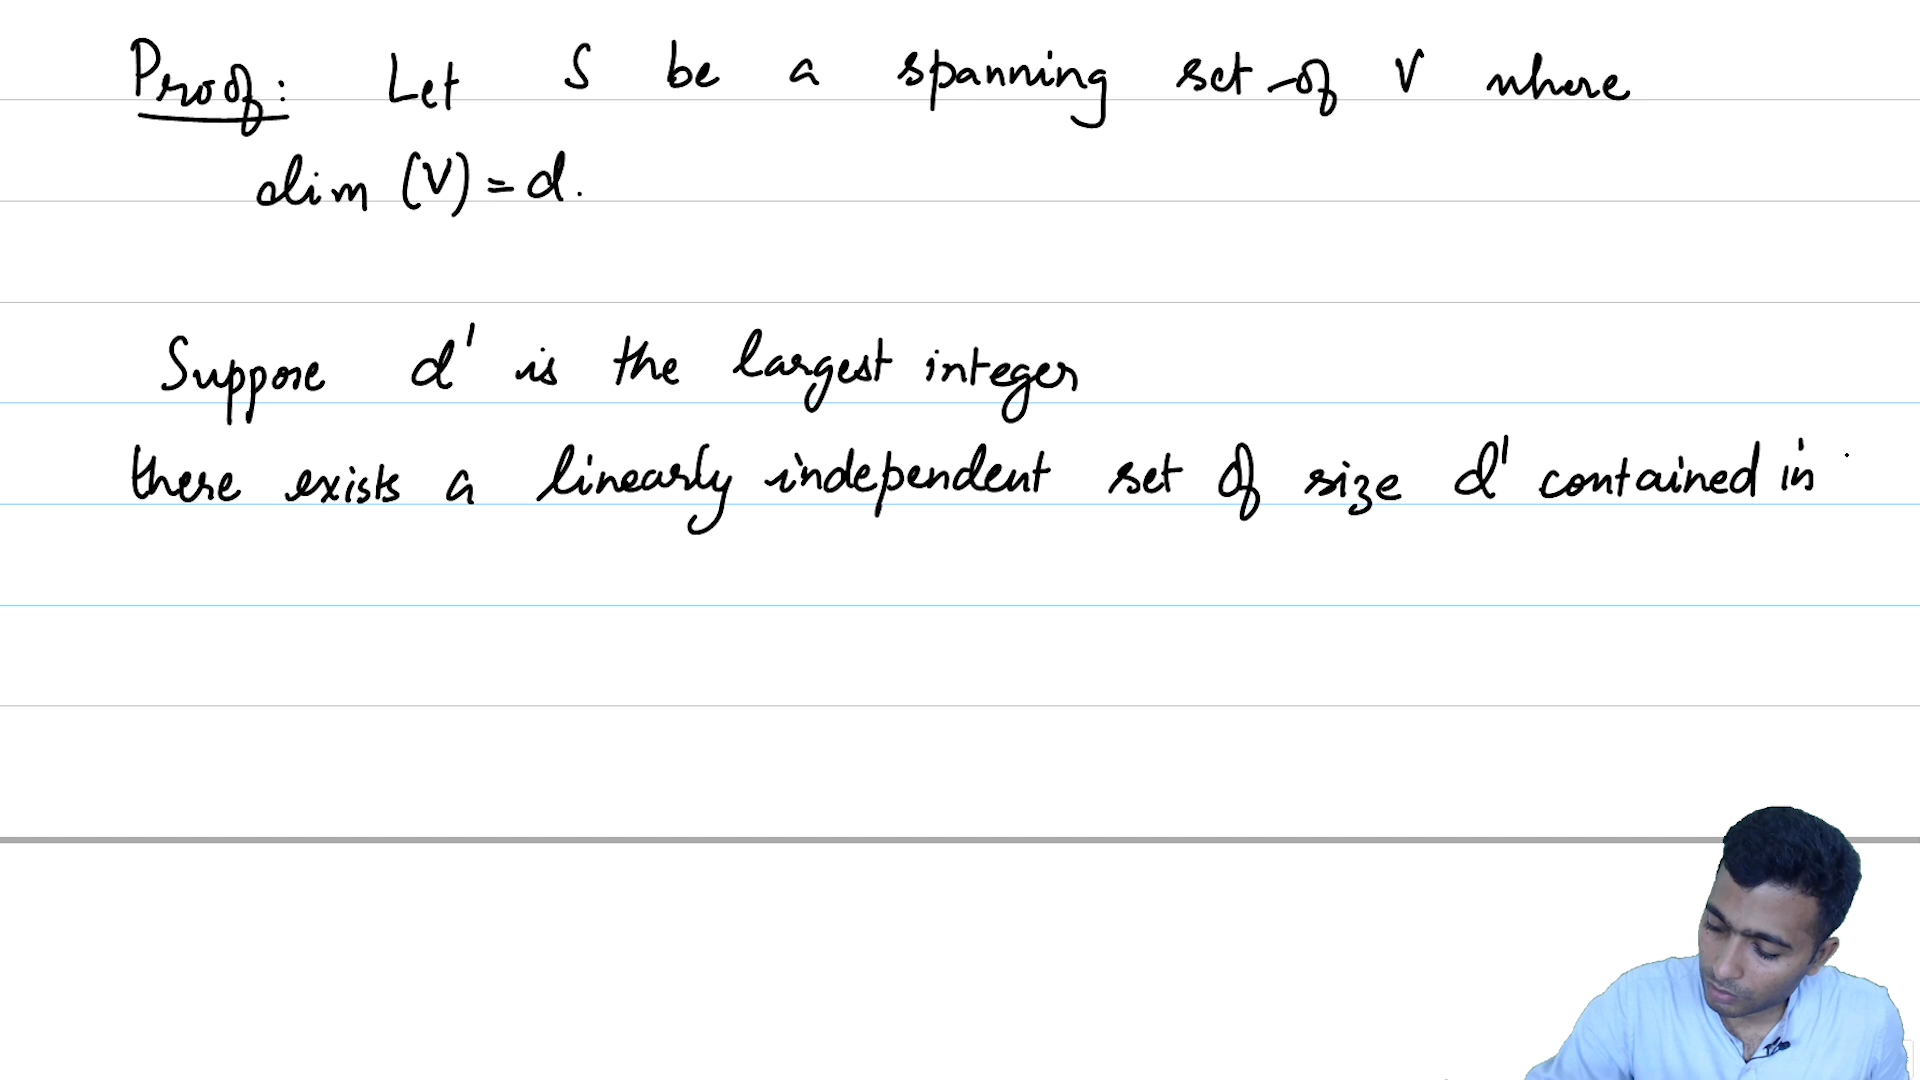 Proof: Let S be a spanning set of V where
dim (V) = d.
Suppose d' is the largest integer
there exists a linearly independent set of size d' contained in